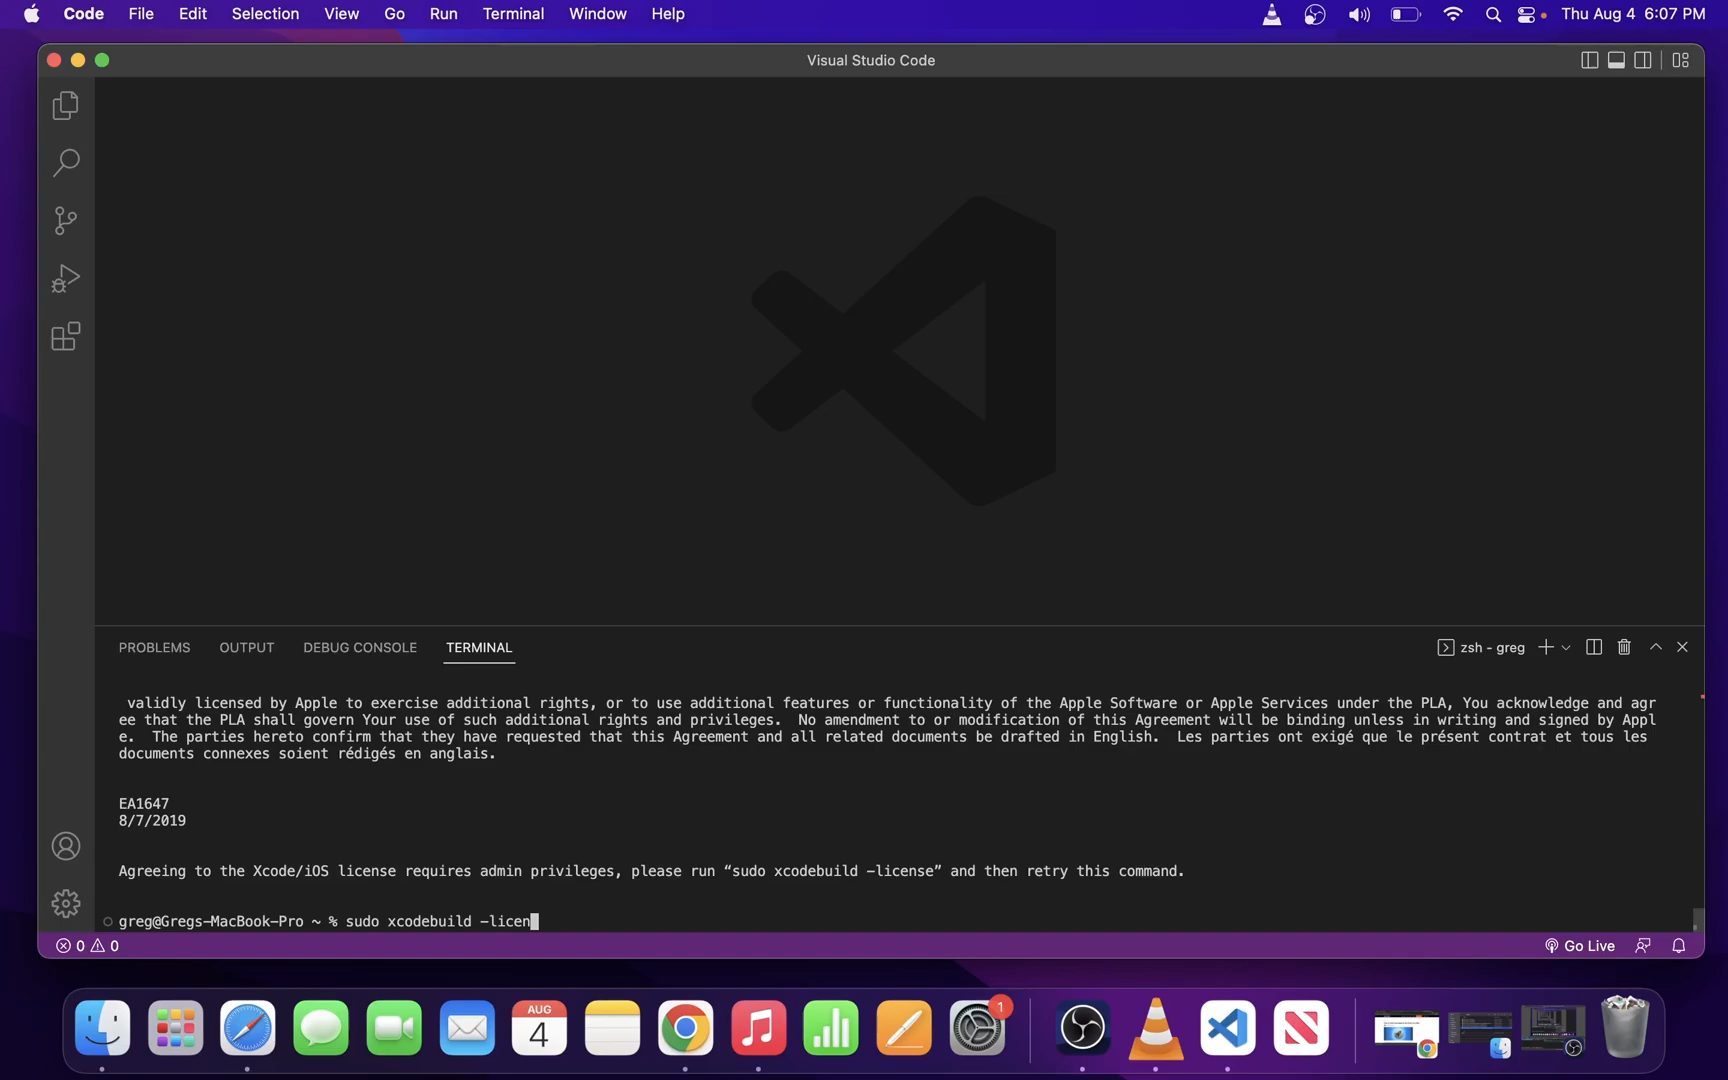 Code File Edit Selection View Go Run Terminal Window Help Thu Aug 4 6:07 PM
Visual Studio Code
PROBLEMS OUTPUT DEBUG CONSOLE TERMINAL zsh - greg
validly licensed by Apple to exercise additional rights, or to use additional features or functionality of the Apple Software or Apple Services under the PLA, You acknowledge and agr
ee that the PLA shall govern Your use of such additional rights and privileges.  No amendment to or modification of this Agreement will be binding unless in writing and signed by Appl
e.  The parties hereto confirm that they have requested that this Agreement and all related documents be drafted in English.  Les parties ont exigé que le présent contrat et tous les
documents connexes soient rédigés en anglais.
EA1647
8/7/2019
Agreeing to the Xcode/iOS license requires admin privileges, please run “sudo xcodebuild -license” and then retry this command.
greg@Gregs-MacBook-Pro ~ % sudo xcodebuild -licen
0 0 Go Live
AUG
4
1